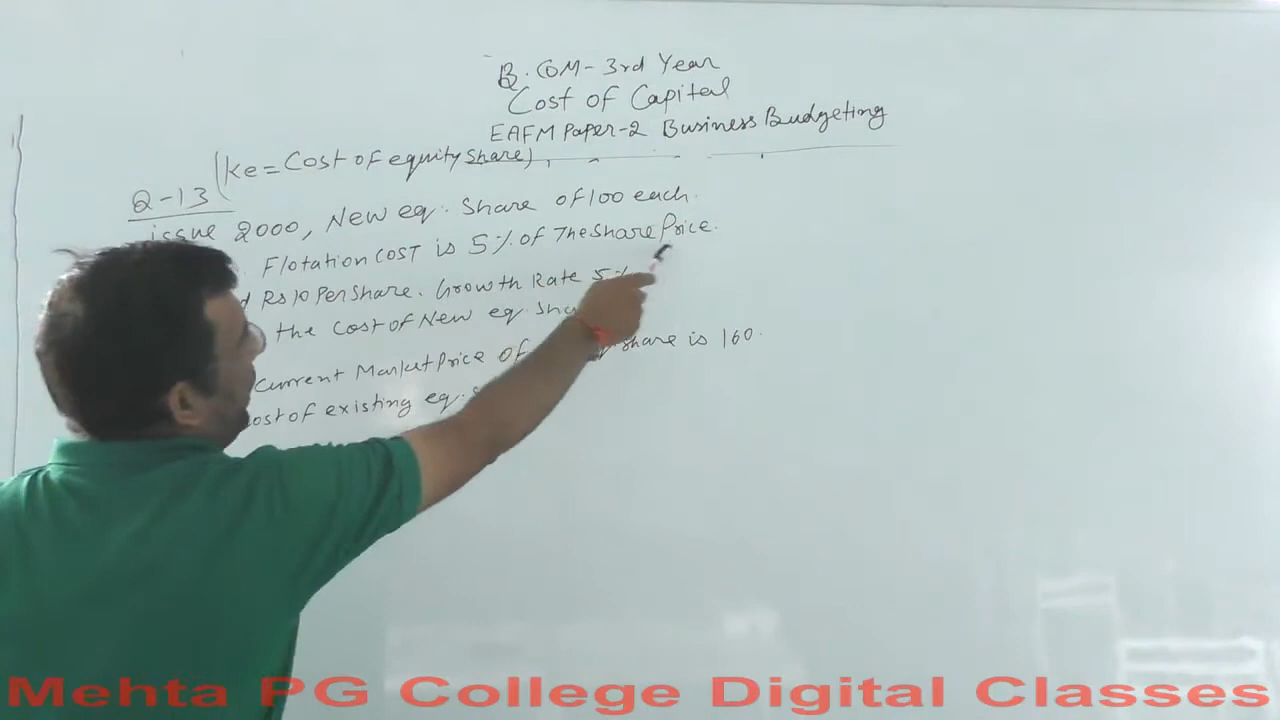 B. COM- 3rd Year
Cost of Capital
EAFM Paper-2 Business Budgeting
(Ke = Cost of equity share)
Q-13
issue 2000, New eq. Share of 100 each.
Flotation cost is 5% of The Share Price.
Rs 10 Per Share. Growth Rate 5%
the cost of New eq. Sha
Current Market Price of share is 160.
ost of existing eq. s
Mehta PG College Digital Classes